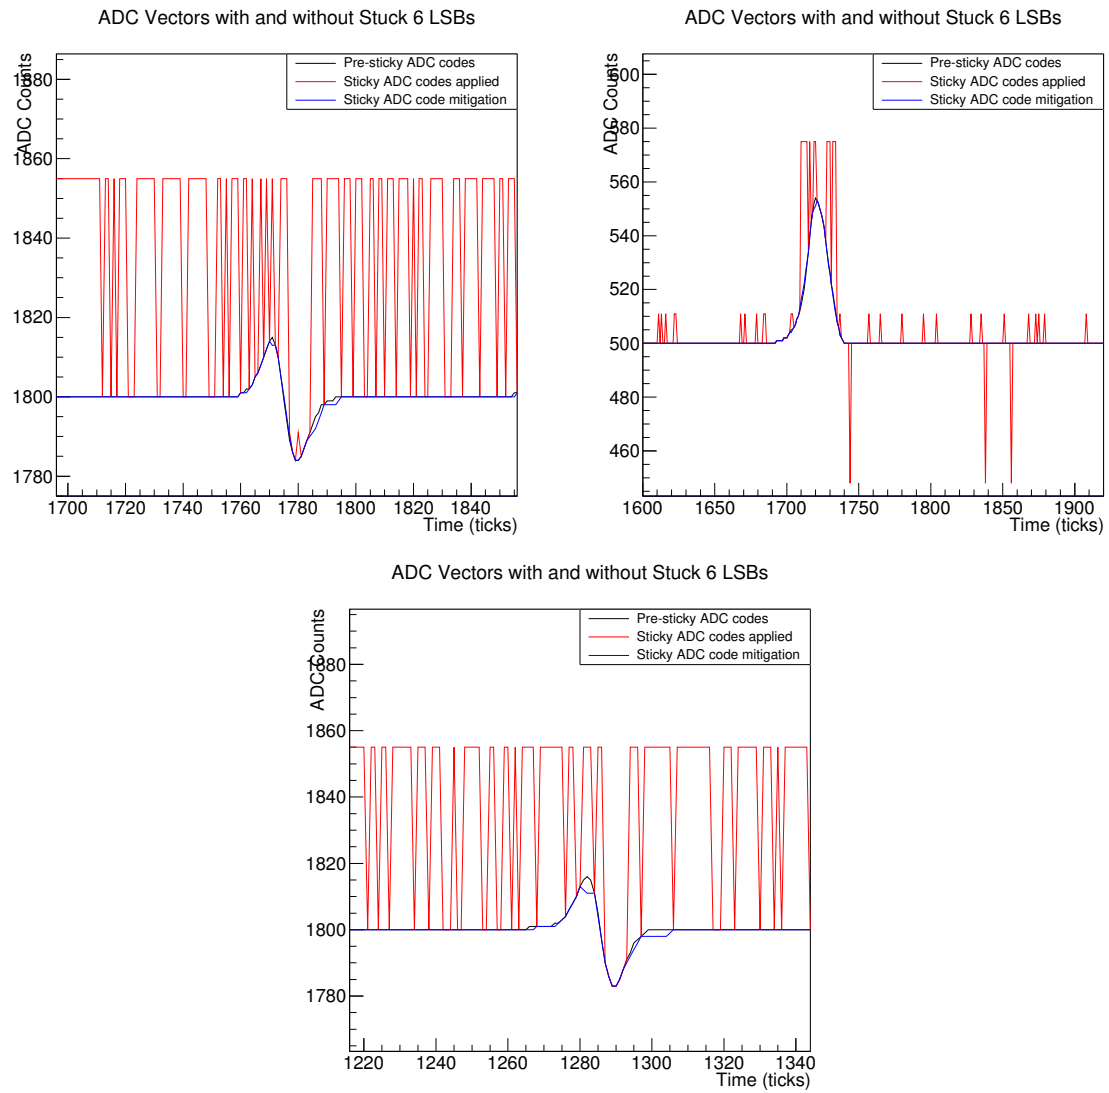 ADC Vectors with and without Stuck 6 LSBs
ADC Counts
1880
1860
1840
1820
1800
1780
Pre-sticky ADC codes
Sticky ADC codes applied
Sticky ADC code mitigation
1700 1720 1740 1760 1780 1800 1820 1840
Time (ticks)
ADC Vectors with and without Stuck 6 LSBs
ADC Counts
600
580
560
540
520
500
480
460
Pre-sticky ADC codes
Sticky ADC codes applied
Sticky ADC code mitigation
1600 1650 1700 1750 1800 1850 1900
Time (ticks)
ADC Vectors with and without Stuck 6 LSBs
ADC Counts
1880
1860
1840
1820
1800
1780
Pre-sticky ADC codes
Sticky ADC codes applied
Sticky ADC code mitigation
1220 1240 1260 1280 1300 1320 1340
Time (ticks)